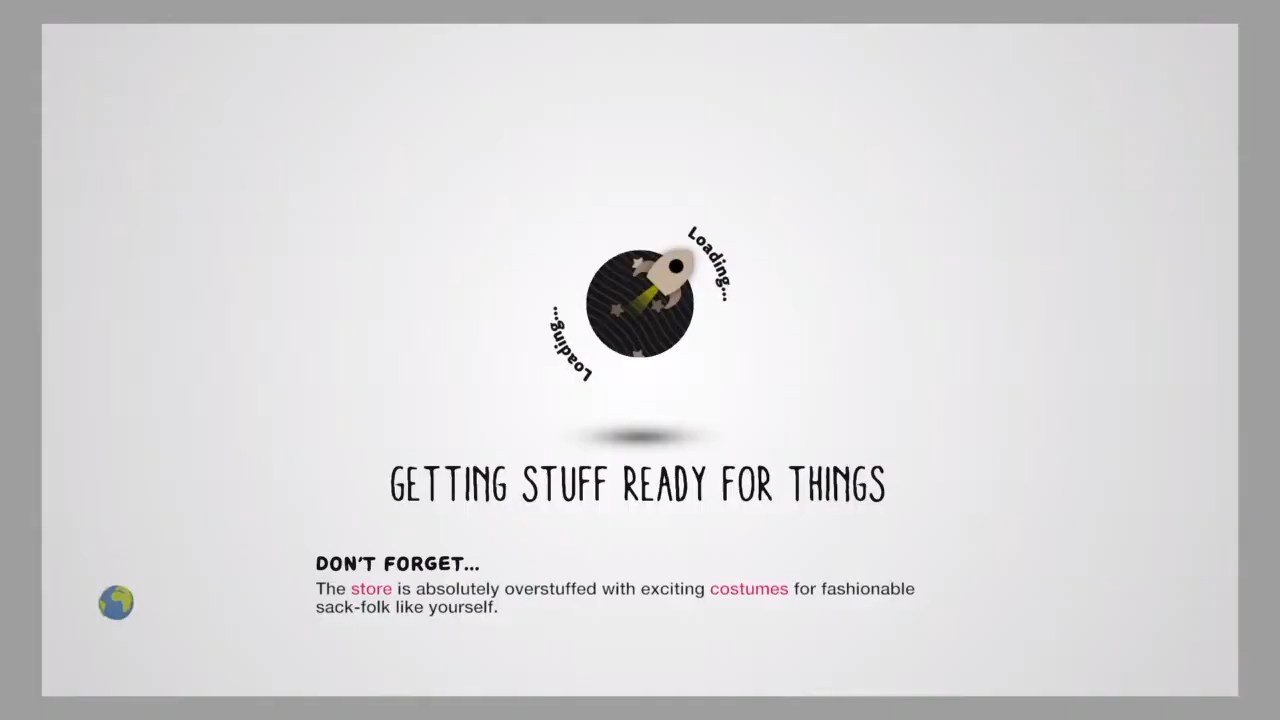 Loading...
Loading...
GETTING STUFF READY FOR THINGS
DON'T FORGET...
The store is absolutely overstuffed with exciting costumes for fashionable
sack-folk like yourself.